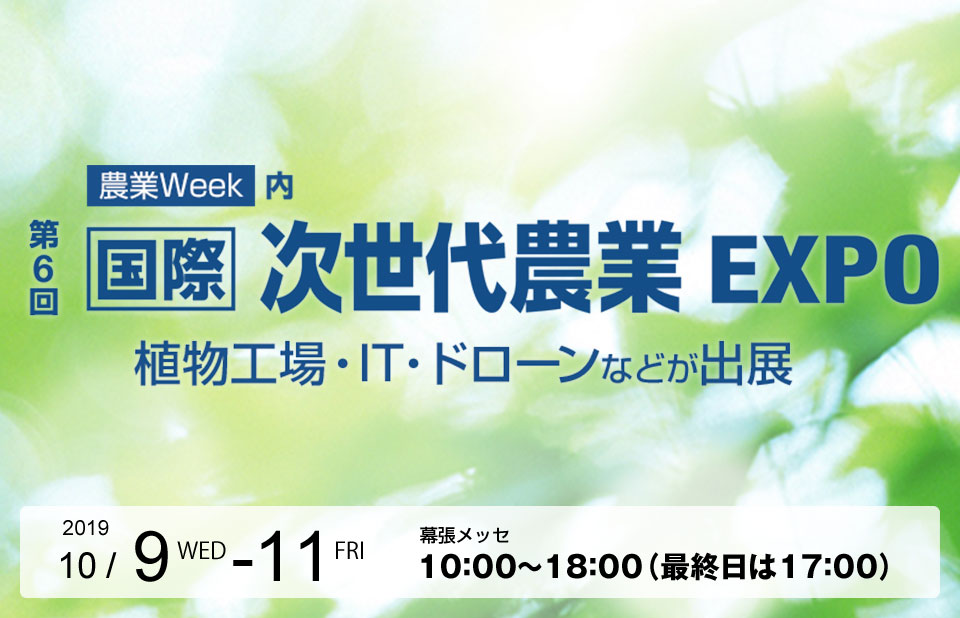 農業Week 内
第6回
国際 次世代農業 EXPO
植物工場・IT・ドローンなどが出展
2019
10 / 9 WED -11 FRI
幕張メッセ
10:00～18:00（最終日は17:00）